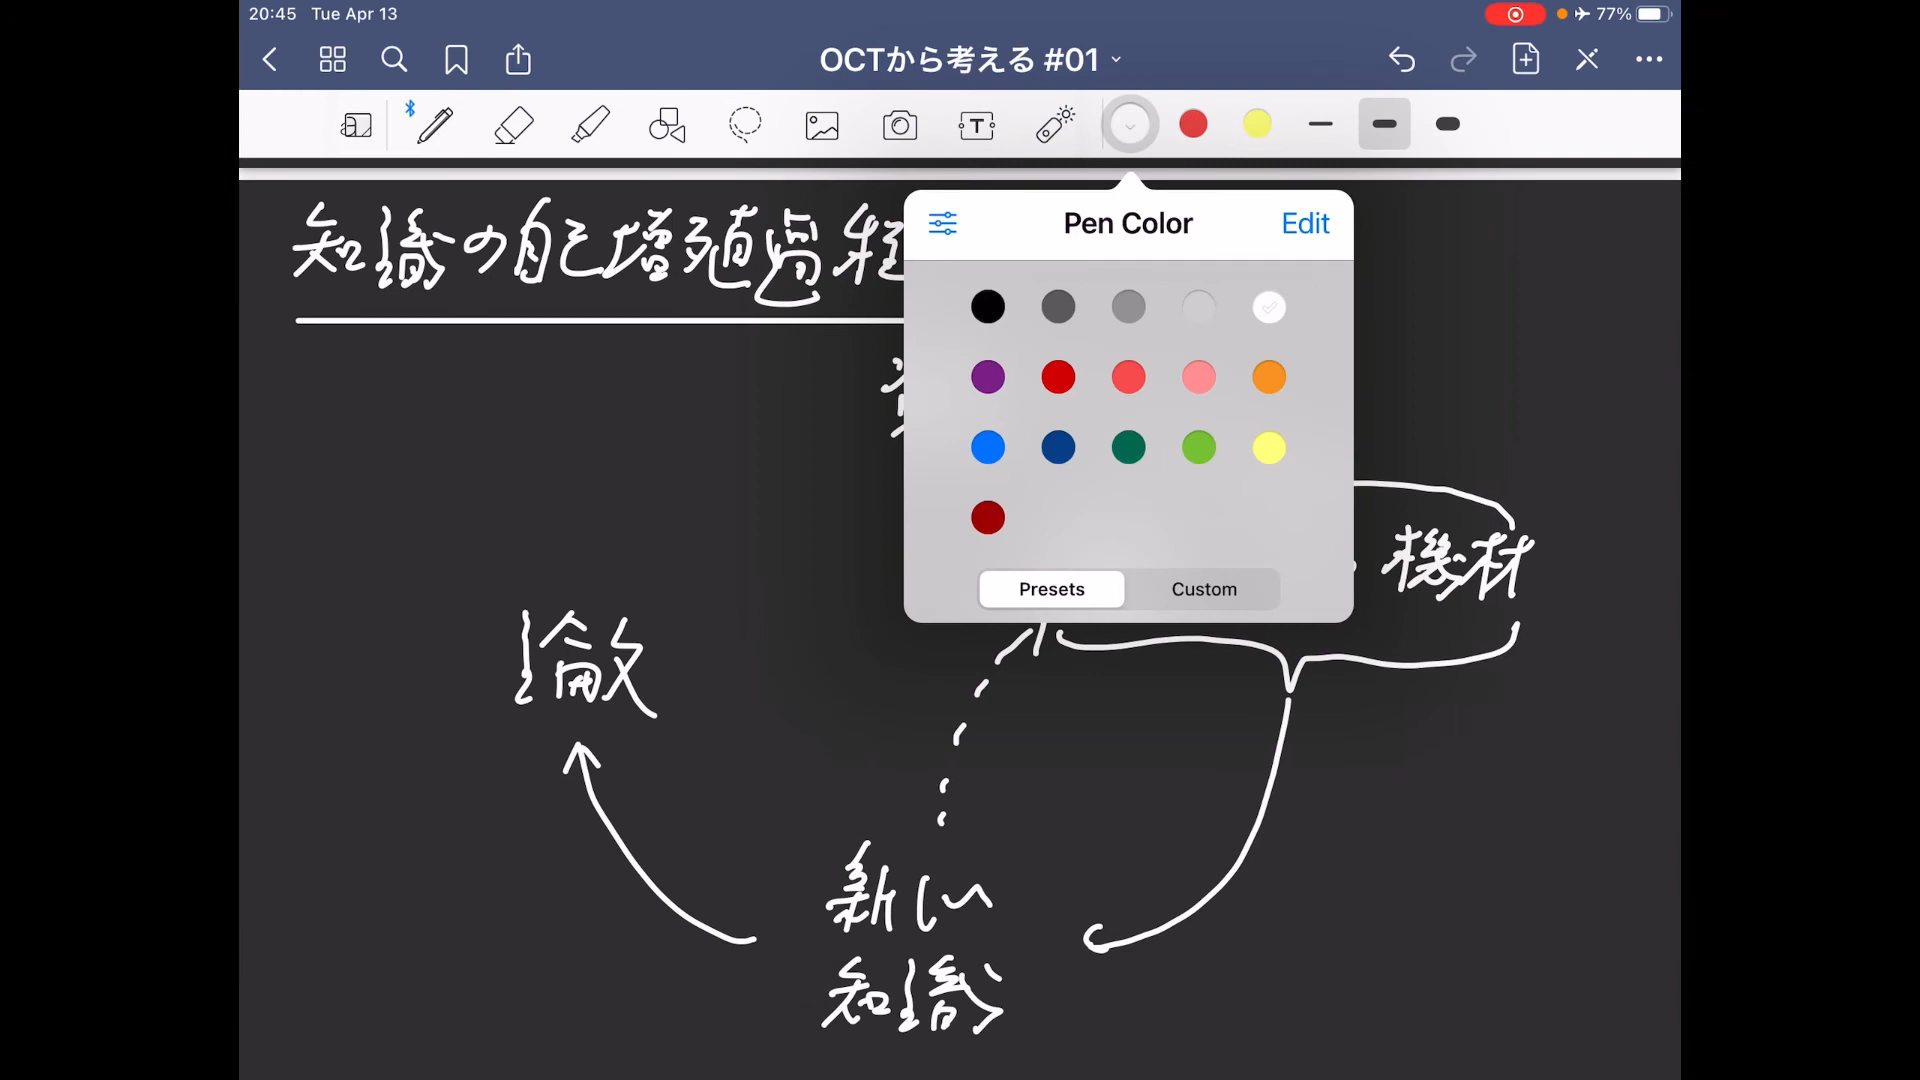 20:45 Tue Apr 13 77%
OCTから考える #01
知識の自己増殖過程
Pen Color
Edit
Presets
Custom
機材
論文
新しい
知識